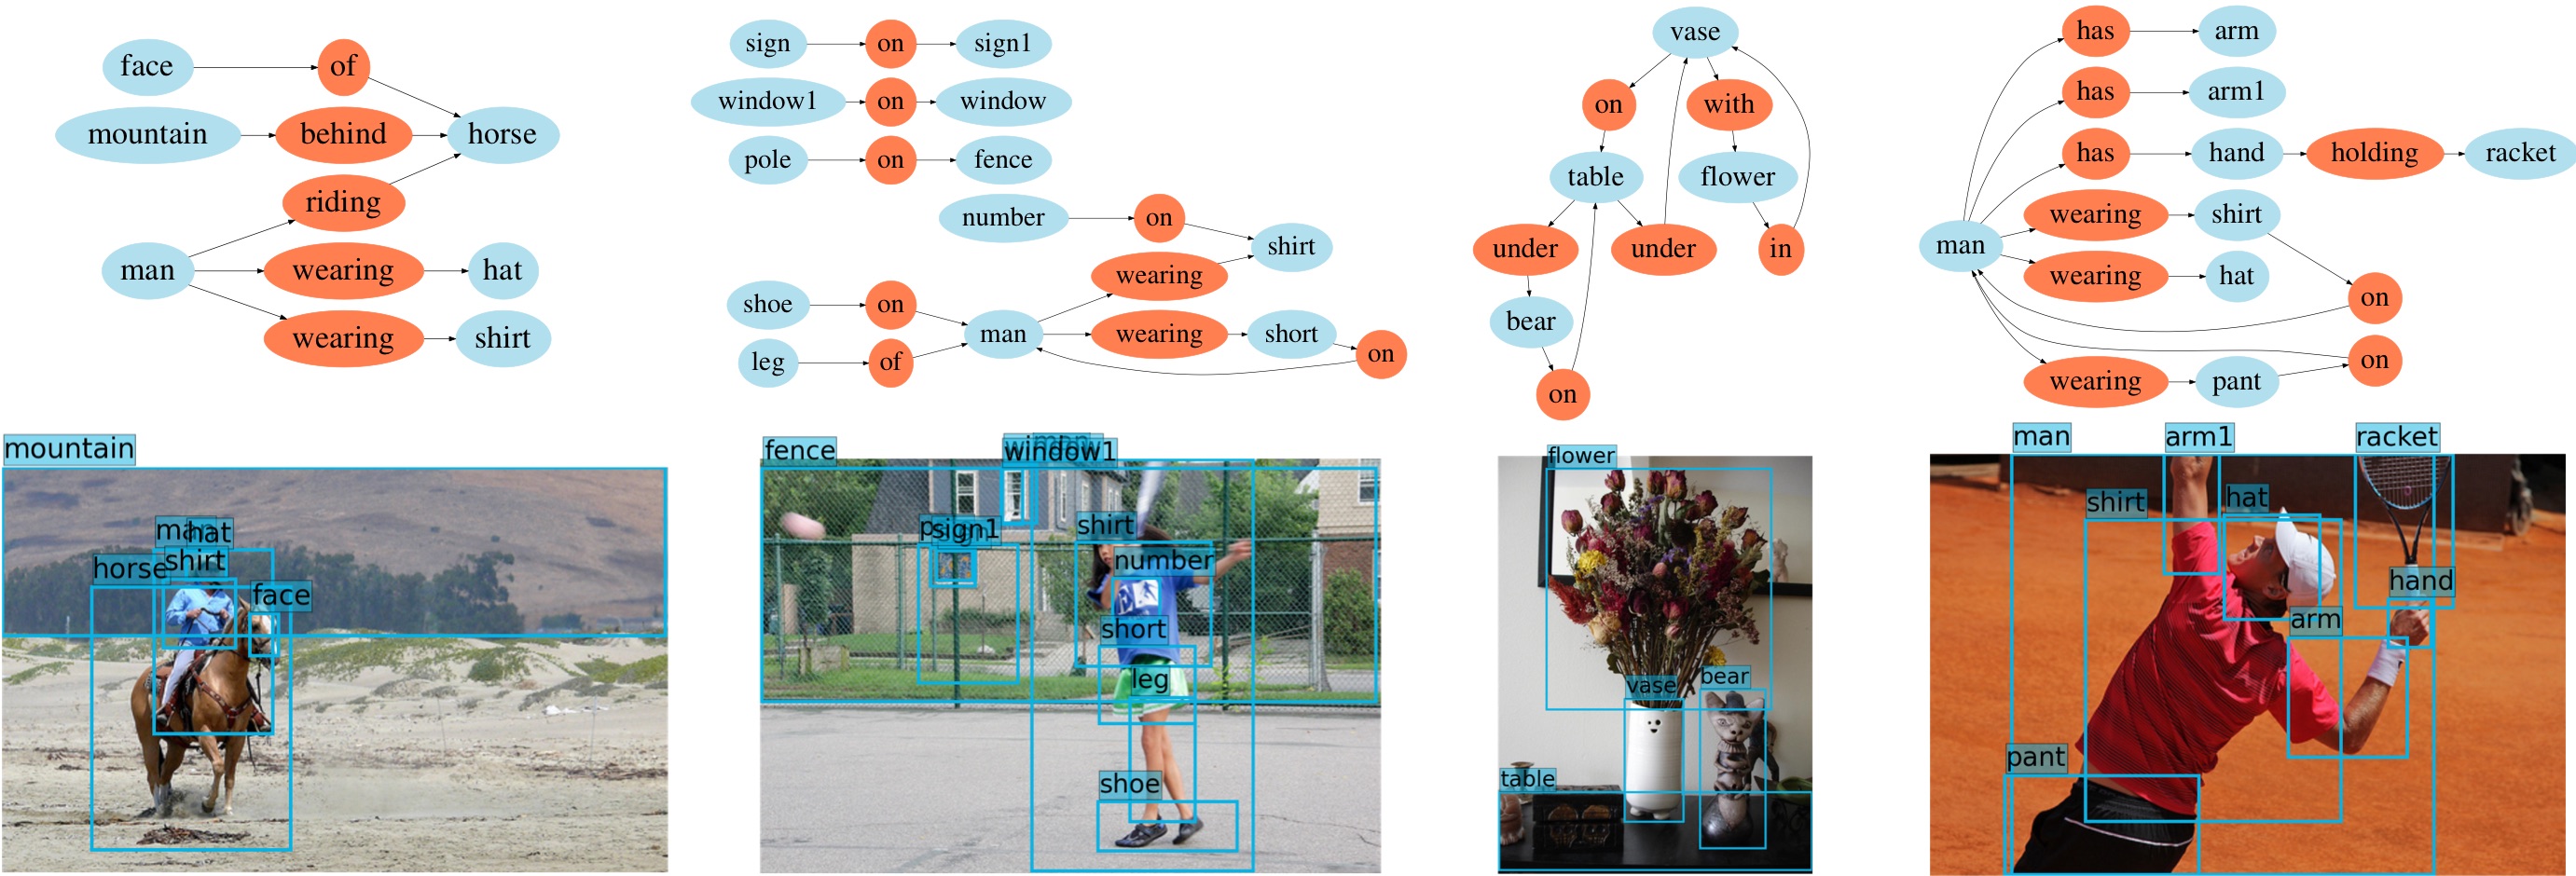 face of
mountain behind horse
riding
man wearing hat
wearing shirt
sign on sign1
window1 on window
pole on fence
number on
shirt
wearing
shoe on
man wearing short
leg of
on
vase
on with
table flower
under under in
bear
on
has arm
has arm1
has hand holding racket
wearing shirt
man
wearing hat
on
on
wearing pant
mountain
man hat
shirt
horse
face
fence
window1
sign1
shirt
number
short
leg
shoe
flower
vase
bear
table
man
arm1
racket
shirt
hat
hand
arm
pant